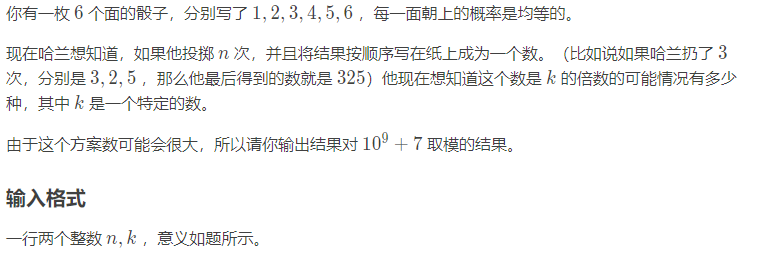 你有一枚 6 个面的骰子，分别写了 1, 2, 3, 4, 5, 6 ，每一面朝上的概率是均等的。
现在哈兰想知道，如果他投掷 n 次，并且将结果按顺序写在纸上成为一个数。（比如说如果哈兰扔了 3
次，分别是 3, 2, 5 ，那么他最后得到的数就是 325）他现在想知道这个数是 k 的倍数的可能情况有多少
种，其中 k 是一个特定的数。
由于这个方案数可能会很大，所以请你输出结果对 10⁹ + 7 取模的结果。
输入格式
一行两个整数 n, k ，意义如题所示。